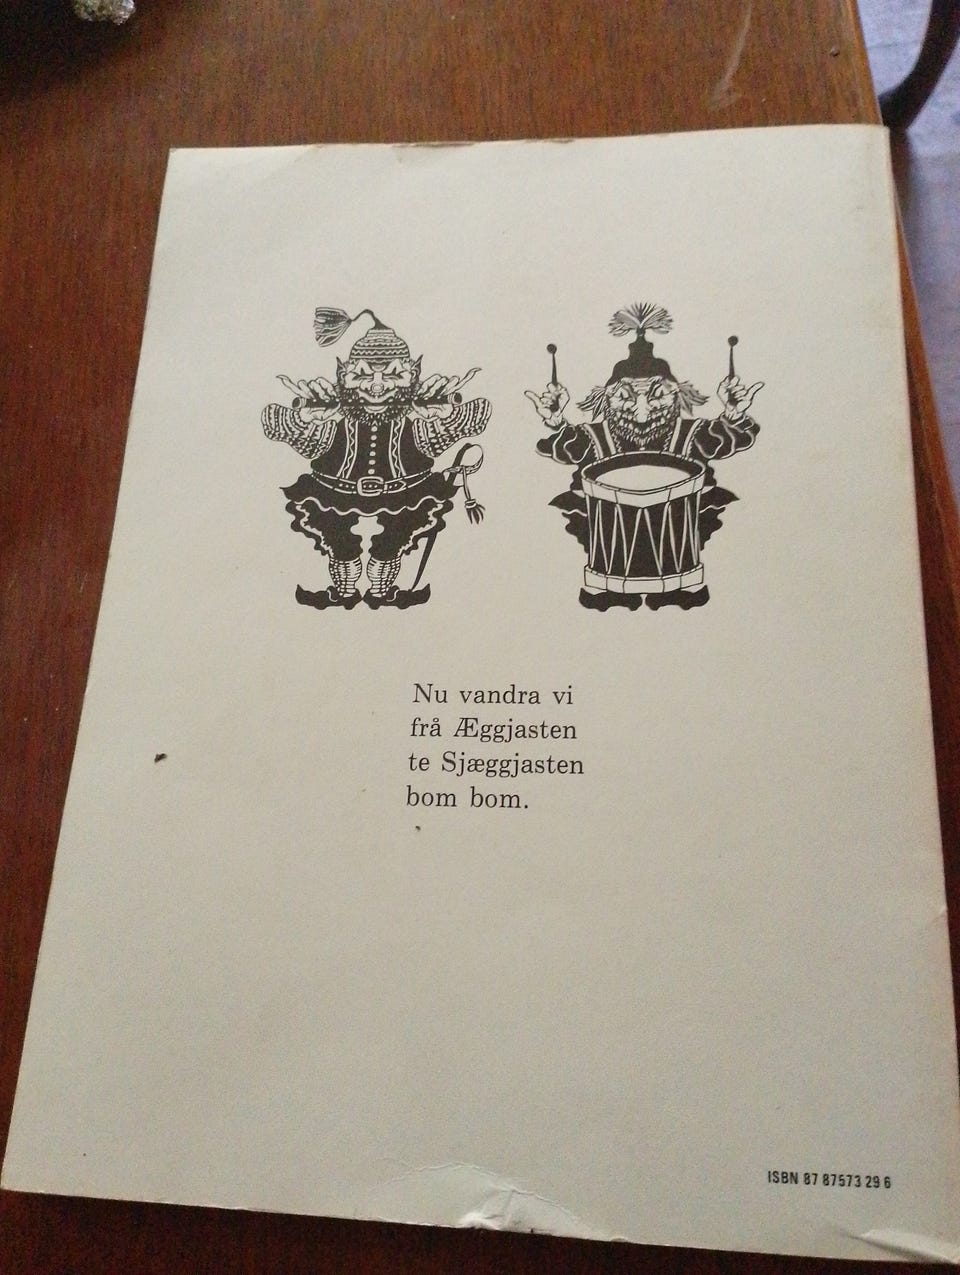 Nu vandra vi
frå Æggjasten
te Sjæggjasten
bom bom.
ISBN 87 87573 29 6